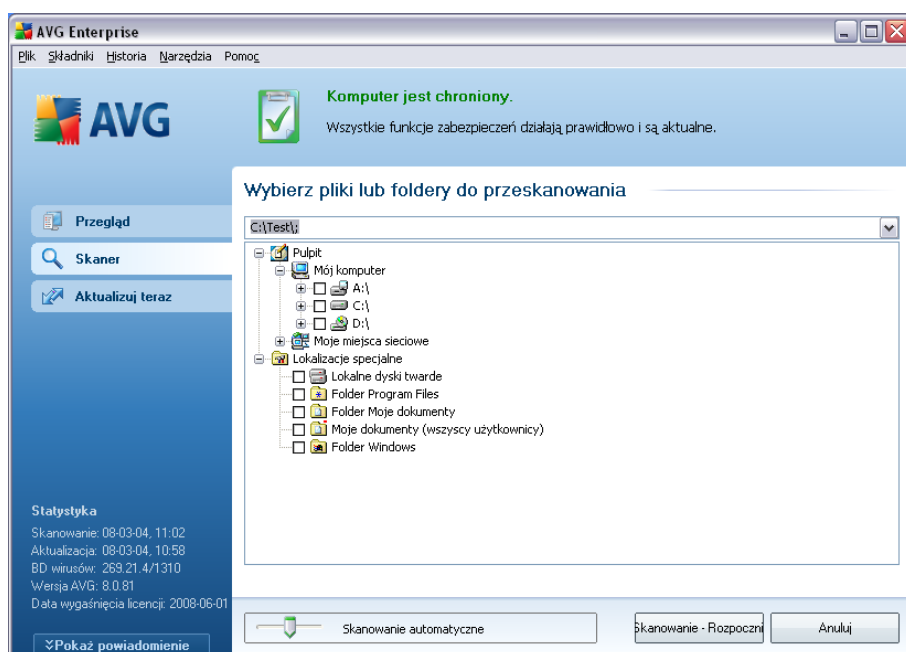 AVG Enterprise
Plik Składniki Historia Narzędzia Pomoc
AVG
Komputer jest chroniony.
Wszystkie funkcje zabezpieczeń działają prawidłowo i są aktualne.
Przegląd
Skaner
Aktualizuj teraz
Wybierz pliki lub foldery do przeskanowania
C:\Test\;
Pulpit
Mój komputer
A:\
C:\
D:\
Moje miejsca sieciowe
Lokalizacje specjalne
Lokalne dyski twarde
Folder Program Files
Folder Moje dokumenty
Moje dokumenty (wszyscy użytkownicy)
Folder Windows
Statystyka
Skanowanie: 08-03-04, 11:02
Aktualizacja: 08-03-04, 10:58
BD wirusów: 269.21.4/1310
Wersja AVG: 8.0.81
Data wygaśnięcia licencji: 2008-06-01
Pokaż powiadomienie
Skanowanie automatyczne
Skanowanie - Rozpoczni
Anuluj